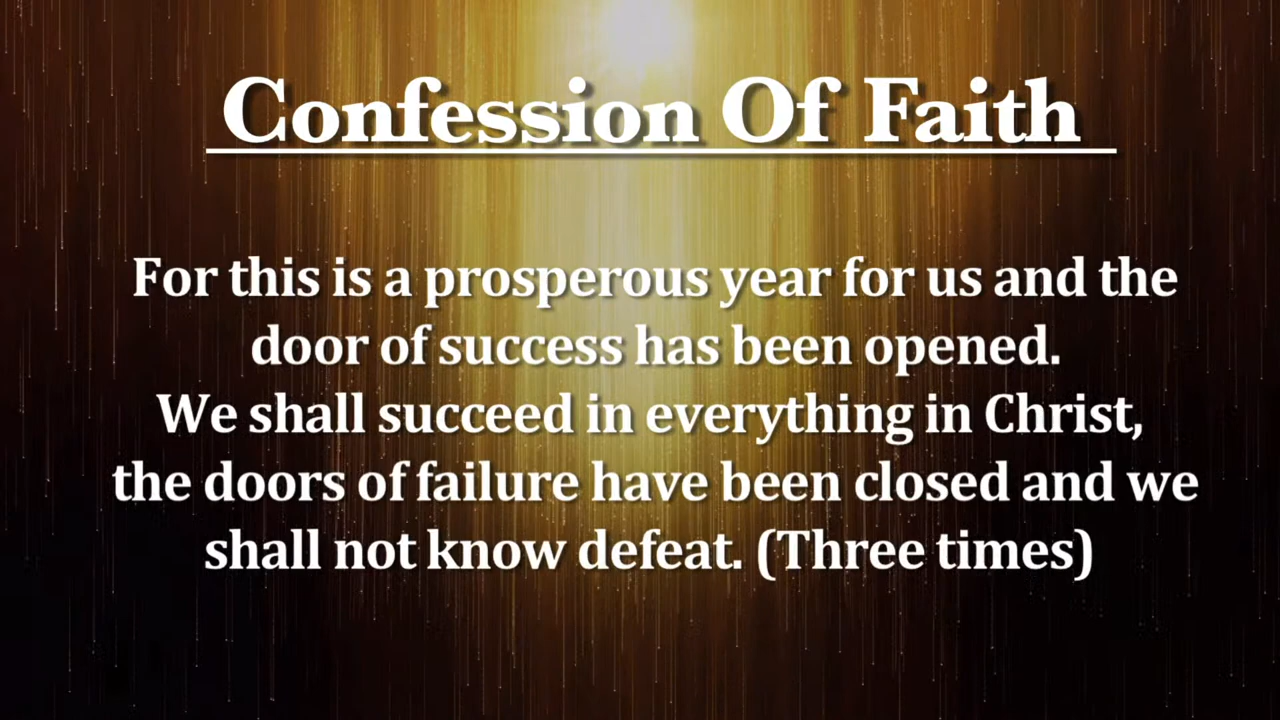 Confession Of Faith
For this is a prosperous year for us and the
door of success has been opened.
We shall succeed in everything in Christ,
the doors of failure have been closed and we
shall not know defeat. (Three times)